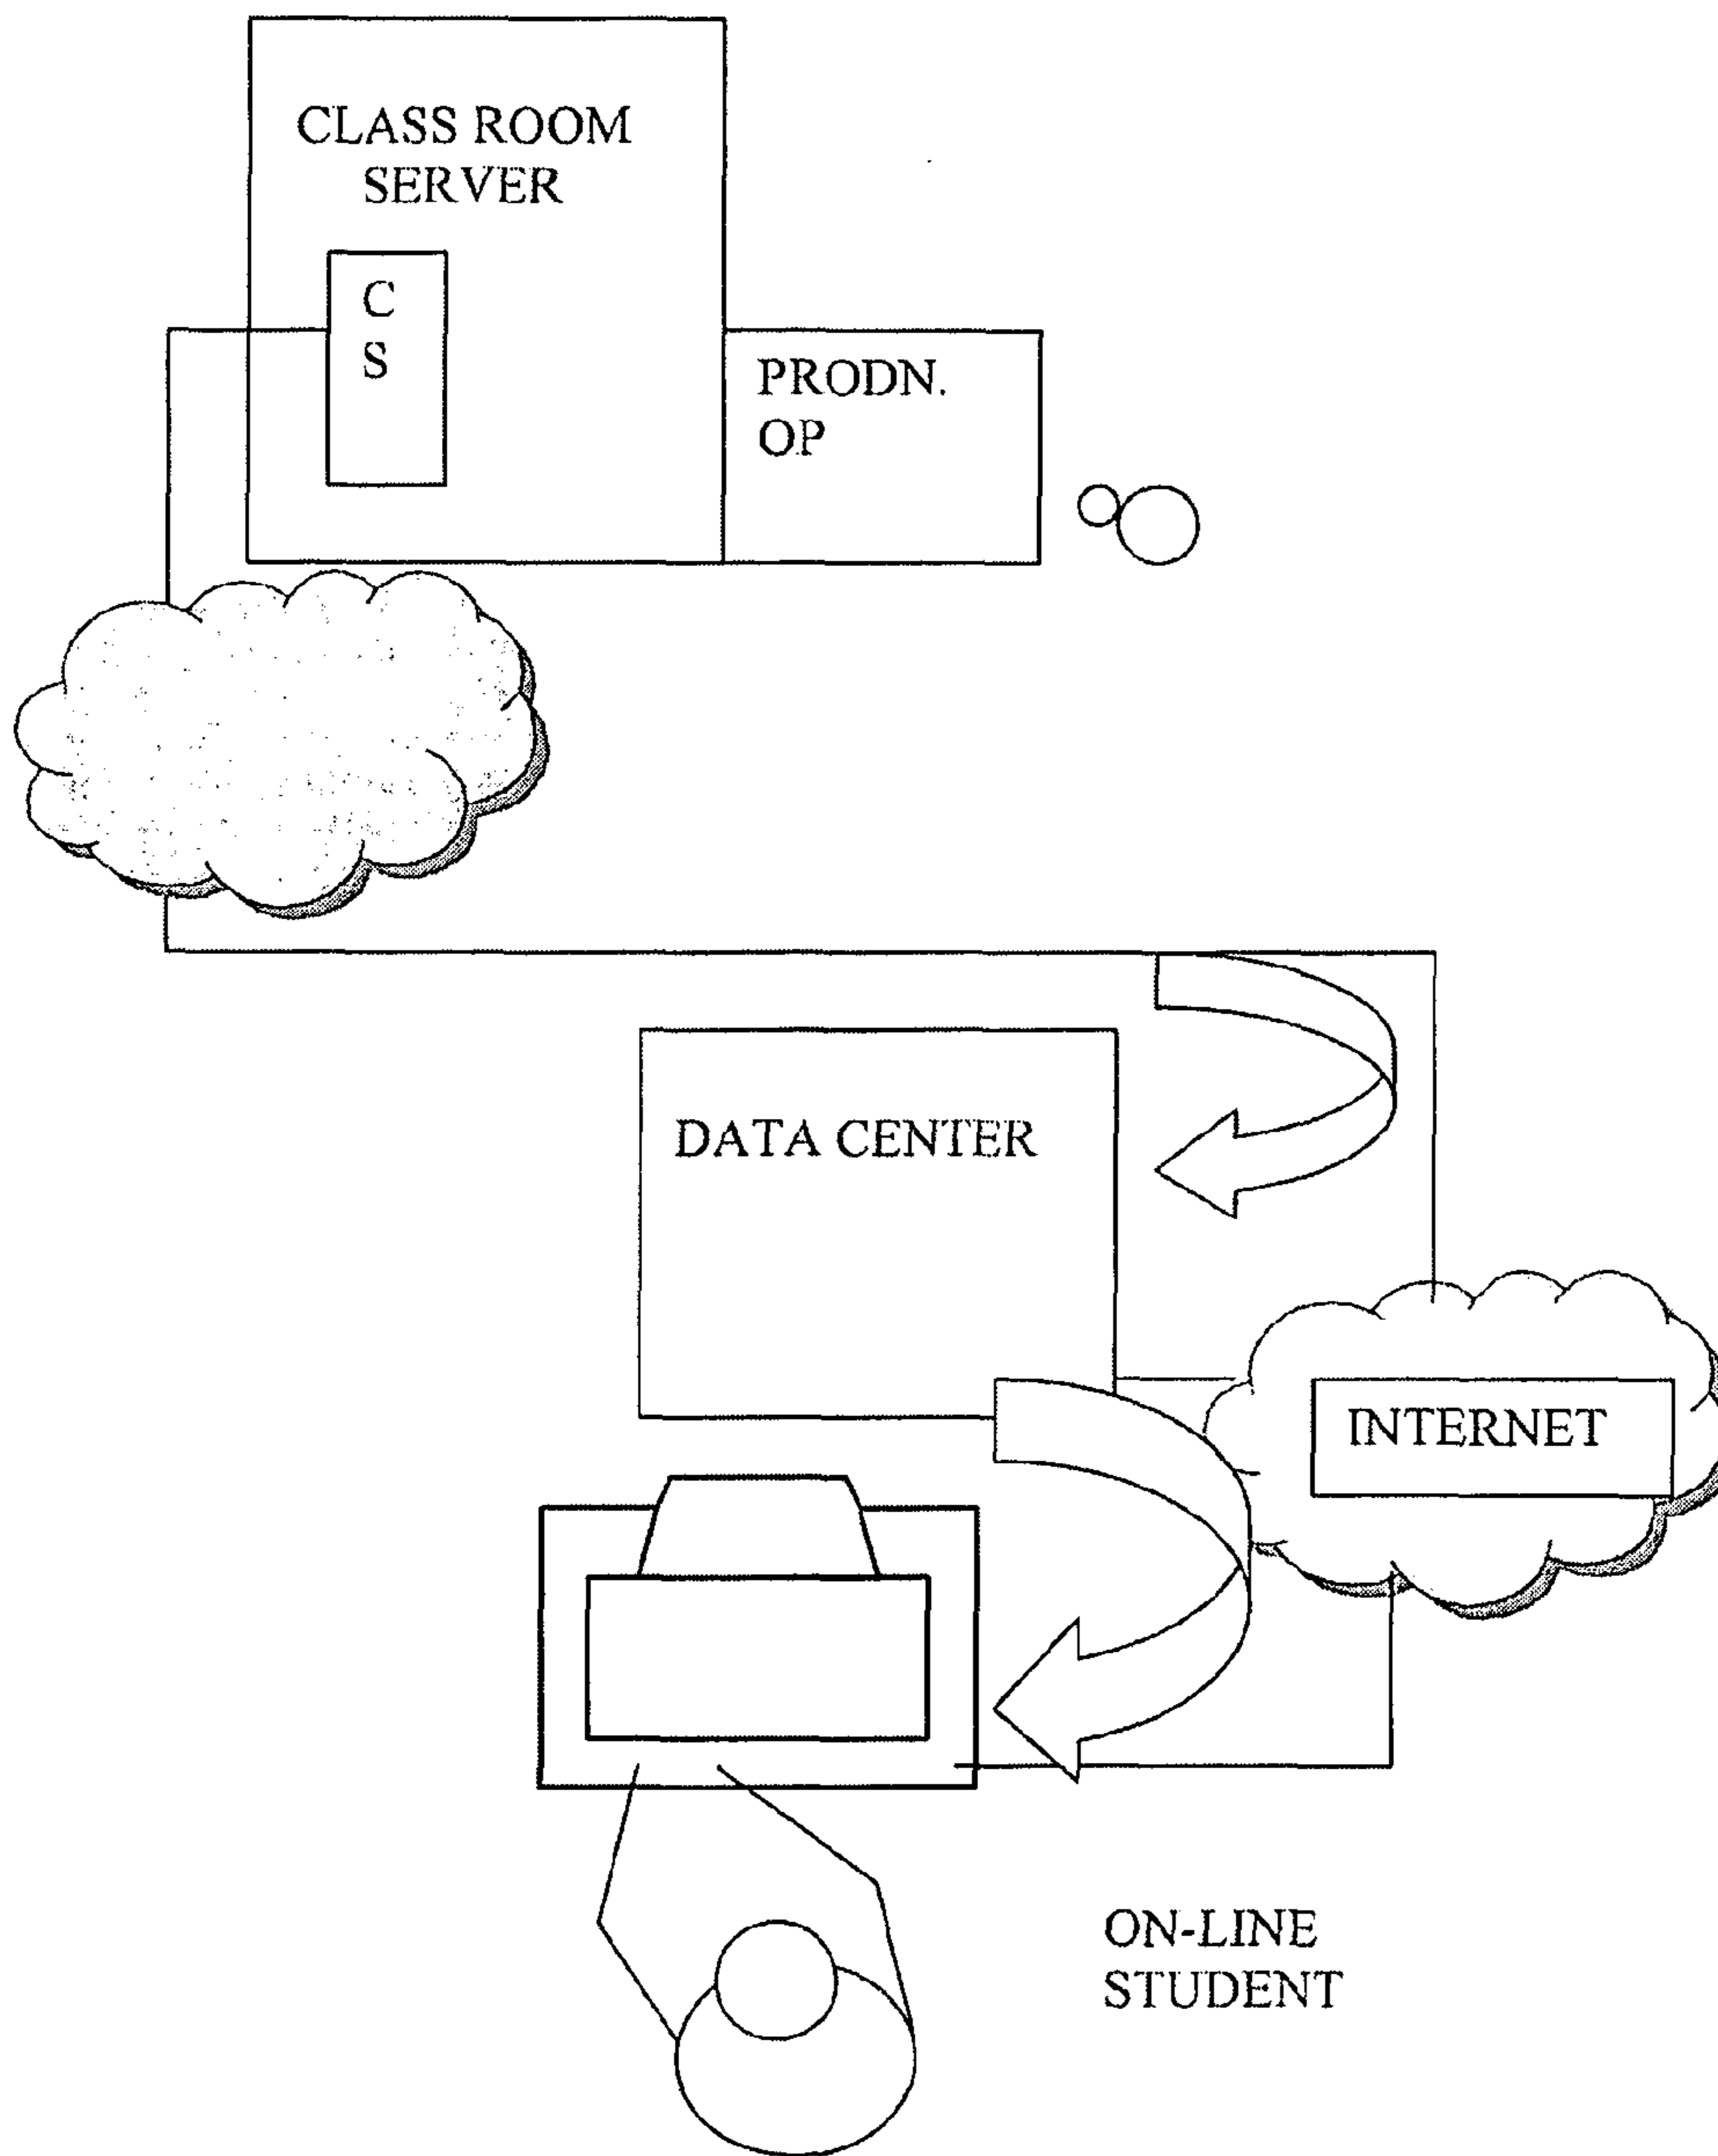 CLASS ROOM
SERVER
C
S
PRODN.
OP
DATA CENTER
INTERNET
ON-LINE
STUDENT